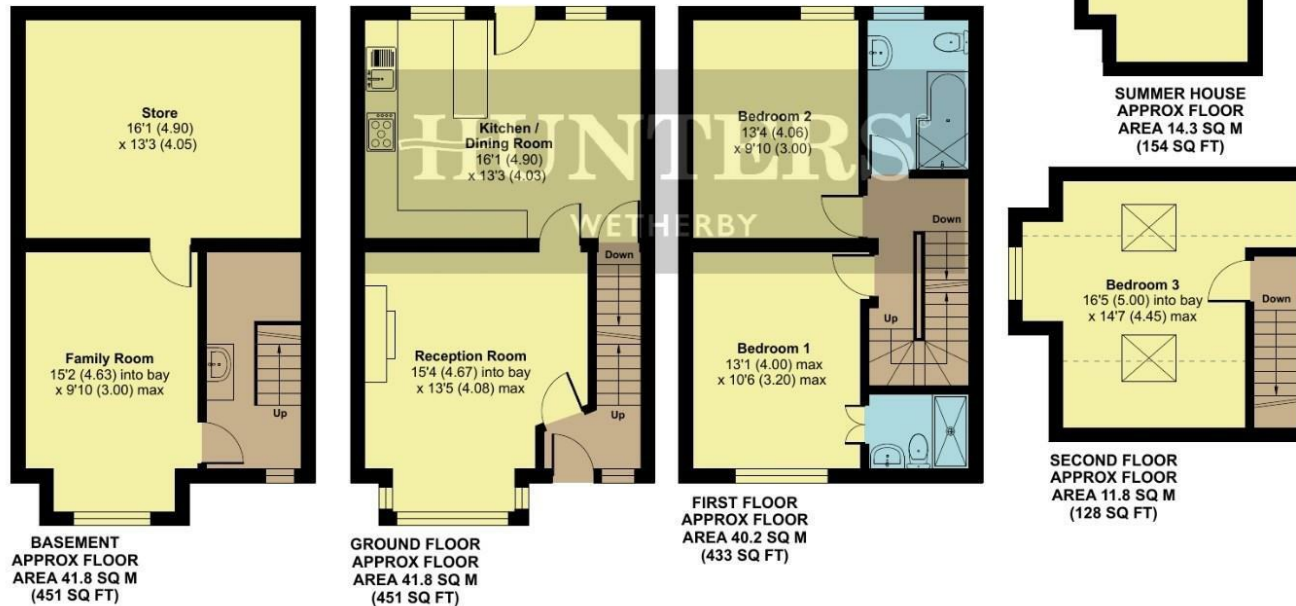 Store
16'1 (4.90)
x 13'3 (4.05)
Family Room
15'2 (4.63) into bay
x 9'10 (3.00) max
Up
BASEMENT
APPROX FLOOR
AREA 41.8 SQ M
(451 SQ FT)
Kitchen /
Dining Room
16'1 (4.90)
x 13'3 (4.03)
HUNTERS
WETHERBY
Down
Reception Room
15'4 (4.67) into bay
x 13'5 (4.08) max
Up
GROUND FLOOR
APPROX FLOOR
AREA 41.8 SQ M
(451 SQ FT)
Bedroom 2
13'4 (4.06)
x 9'10 (3.00)
Down
Bedroom 1
13'1 (4.00) max
x 10'6 (3.20) max
Up
FIRST FLOOR
APPROX FLOOR
AREA 40.2 SQ M
(433 SQ FT)
SUMMER HOUSE
APPROX FLOOR
AREA 14.3 SQ M
(154 SQ FT)
Bedroom 3
16'5 (5.00) into bay
x 14'7 (4.45) max
Down
SECOND FLOOR
APPROX FLOOR
AREA 11.8 SQ M
(128 SQ FT)